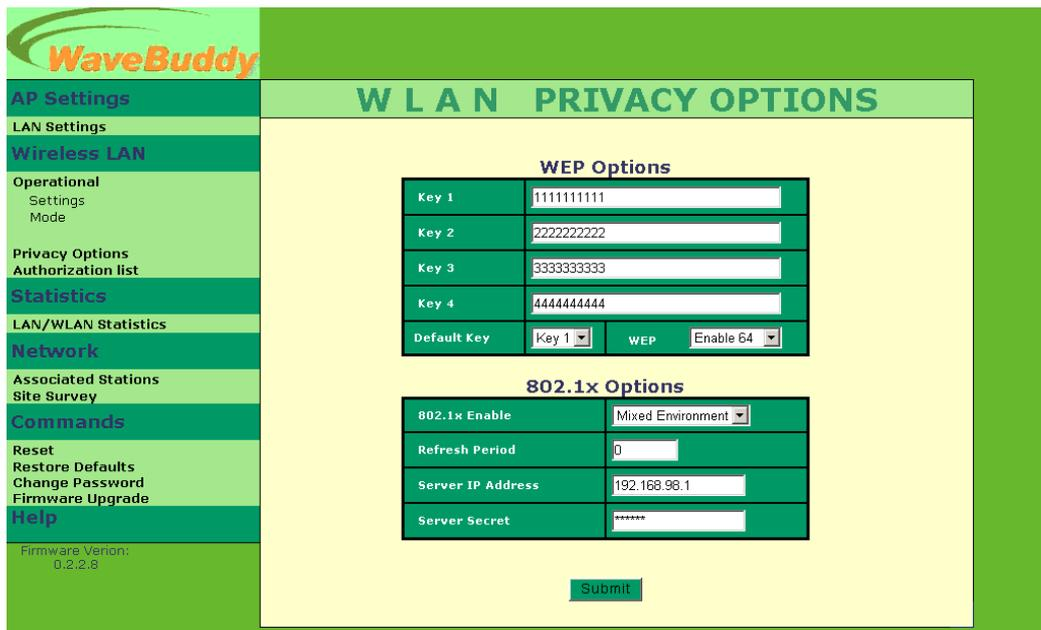 WaveBuddy
AP Settings
LAN Settings
Wireless LAN
Operational
Settings
Mode
Privacy Options
Authorization list
Statistics
LAN/WLAN Statistics
Network
Associated Stations
Site Survey
Commands
Reset
Restore Defaults
Change Password
Firmware Upgrade
Help
Firmware Verion:
0.2.2.8
W L A N PRIVACY OPTIONS
WEP Options
Key 1 1111111111
Key 2 2222222222
Key 3 3333333333
Key 4 4444444444
Default Key Key 1 WEP Enable 64
802.1x Options
802.1x Enable Mixed Environment
Refresh Period 0
Server IP Address 192.168.98.1
Server Secret ******
Submit